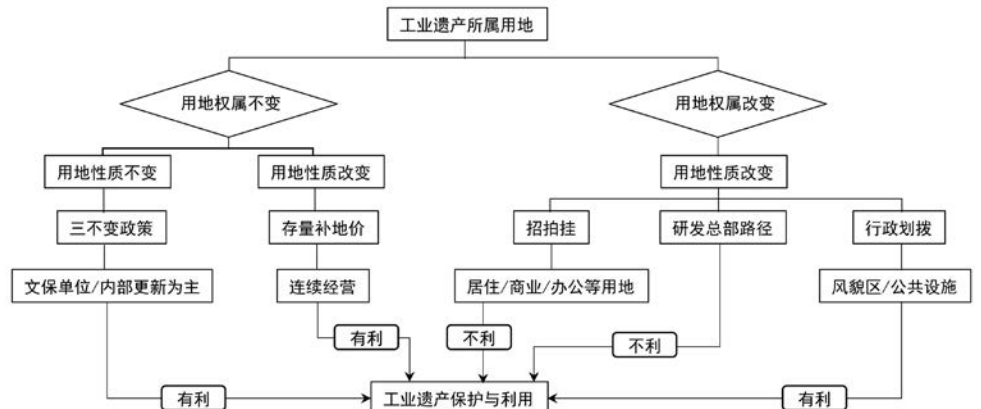 工业遗产所属用地
用地权属不变
用地权属改变
用地性质不变
用地性质改变
用地性质改变
三不变政策
存量补地价
招拍挂
研发总部路径
行政划拨
文保单位/内部更新为主
连续经营
居住/商业/办公等用地
风貌区/公共设施
有利
不利
不利
有利
工业遗产保护与利用
有利